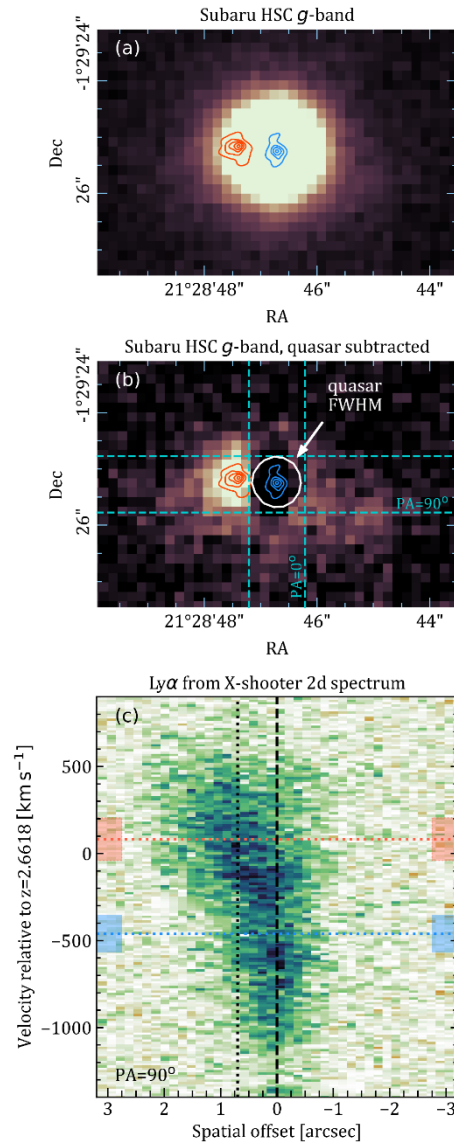 Subaru HSC g-band
(a)
-1°29'24"
26"
Dec
21°28'48"
46"
44"
RA
Subaru HSC g-band, quasar subtracted
(b)
quasar
FWHM
-1°29'24"
26"
Dec
PA=90°
PA=0°
21°28'48"
46"
44"
RA
Lyα from X-shooter 2d spectrum
(c)
500
0
−500
−1000
Velocity relative to z=2.6618 [km s⁻¹]
PA=90°
3 2 1 0 −1 −2 −3
Spatial offset [arcsec]